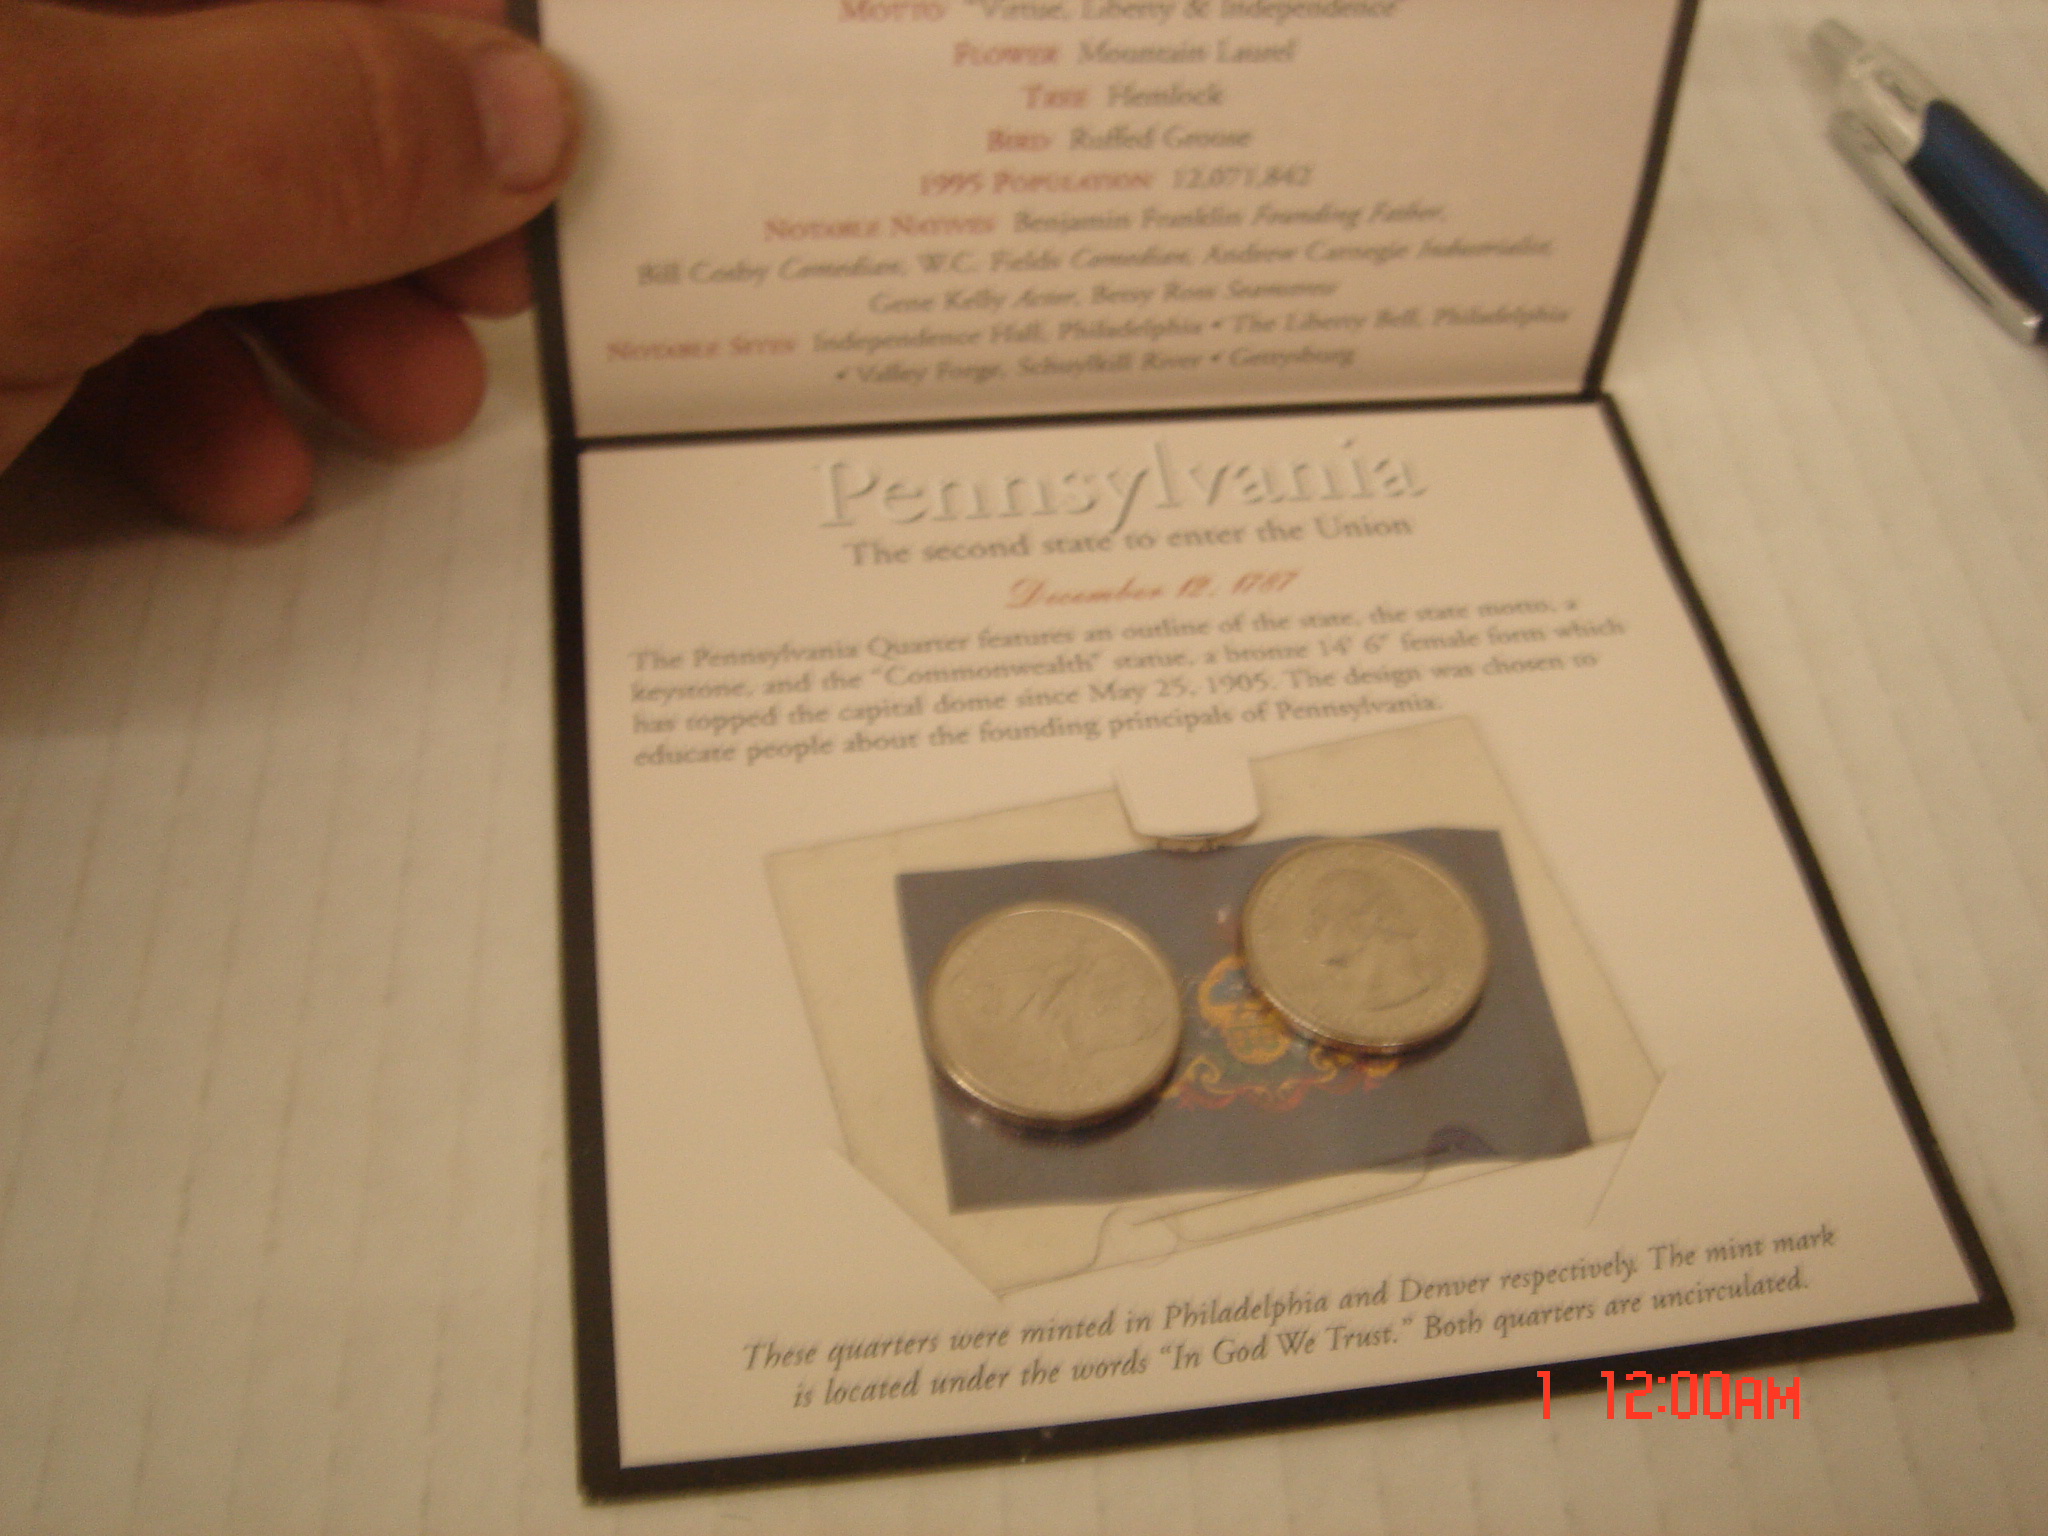 MOTTO "Virtue, Liberty & Independence"
FLOWER Mountain Laurel
TREE Hemlock
BIRD Ruffed Grouse
1995 POPULATION 12,071,842
NOTABLE NATIVES Benjamin Franklin Founding Father,
Bill Cosby Comedian, W.C. Fields Comedian, Andrew Carnegie Industrialist,
Gene Kelly Actor, Betsy Ross Seamstress
NOTABLE SITES Independence Hall, Philadelphia • The Liberty Bell, Philadelphia
• Valley Forge, Schuylkill River • Gettysburg
Pennsylvania
The second state to enter the Union
December 12, 1787
The Pennsylvania Quarter features an outline of the state, the state motto, a
keystone, and the "Commonwealth" statue, a bronze 14' 6" female form which
has topped the capital dome since May 25, 1905. The design was chosen to
educate people about the founding principals of Pennsylvania.
These quarters were minted in Philadelphia and Denver respectively. The mint mark
is located under the words "In God We Trust." Both quarters are uncirculated.
1 12:00AM